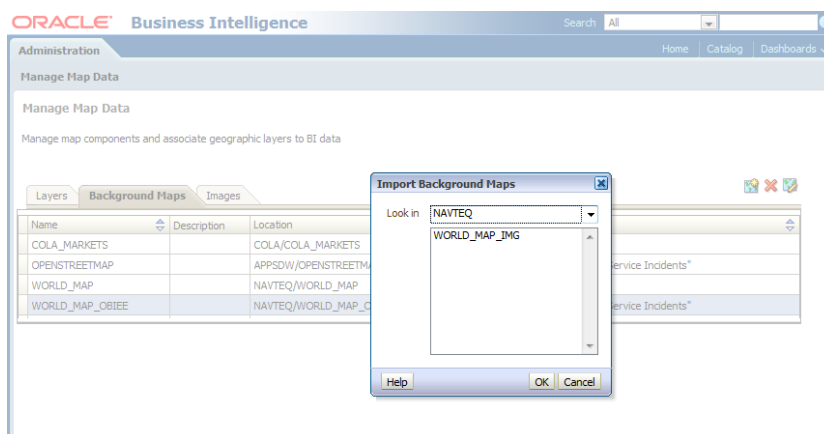 ORACLE Business Intelligence Search All
Administration Home Catalog Dashboards
Manage Map Data
Manage Map Data
Manage map components and associate geographic layers to BI data
Layers Background Maps Images
Name Description Location
COLA_MARKETS COLA/COLA_MARKETS
OPENSTREETMAP APPSDW/OPENSTREETMA ervice Incidents"
WORLD_MAP NAVTEQ/WORLD_MAP
WORLD_MAP_OBIEE NAVTEQ/WORLD_MAP_O ervice Incidents"
Import Background Maps
Look in NAVTEQ
WORLD_MAP_IMG
Help OK Cancel